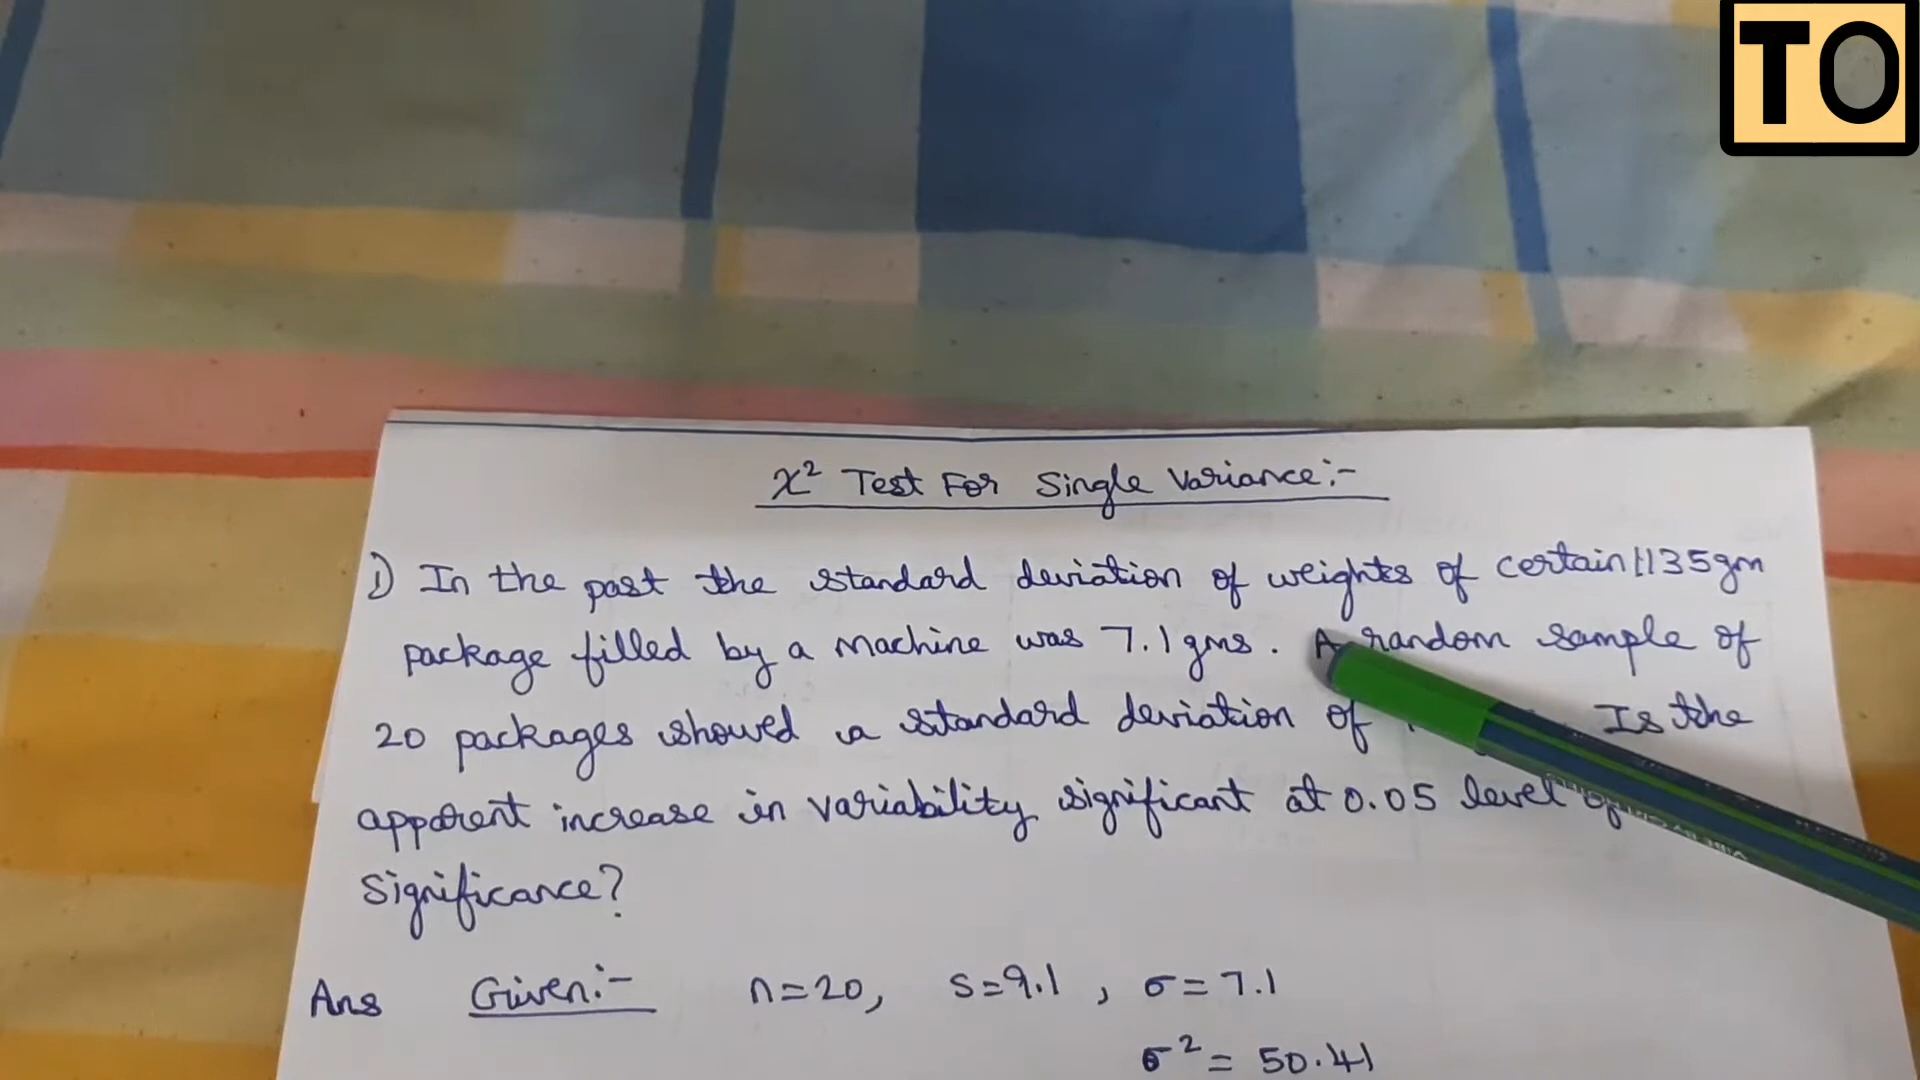 TO
χ² Test For Single Variance:-
1) In the past the standard deviation of weights of certain 1135gm
package filled by a machine was 7.1gms. A random sample of
20 packages showed a standard deviation of Is the
apparent increase in variability significant at 0.05 level of
significance?
Ans Given:- n=20, s=9.1, σ=7.1
σ²=50.41